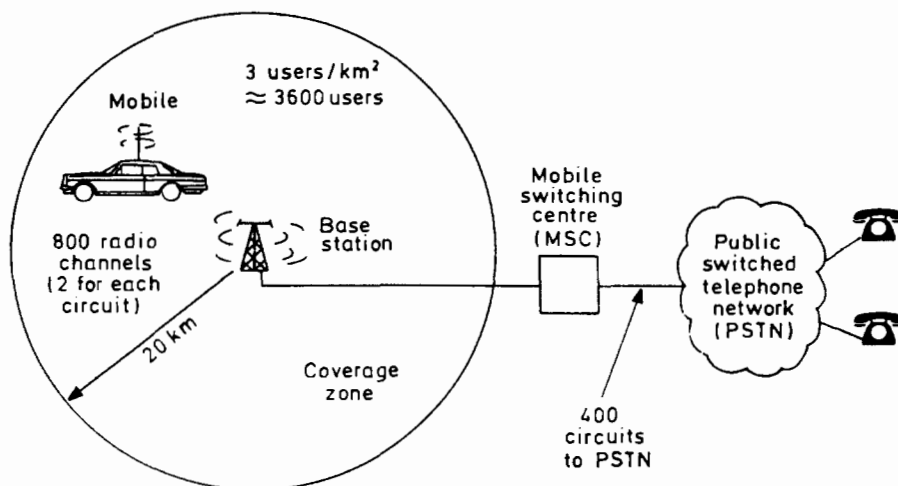 3 users/km²
≈ 3600 users
Mobile
800 radio
channels
(2 for each
circuit)
Base
station
20 km
Coverage
zone
Mobile
switching
centre
(MSC)
400
circuits
to PSTN
Public
switched
telephone
network
(PSTN)